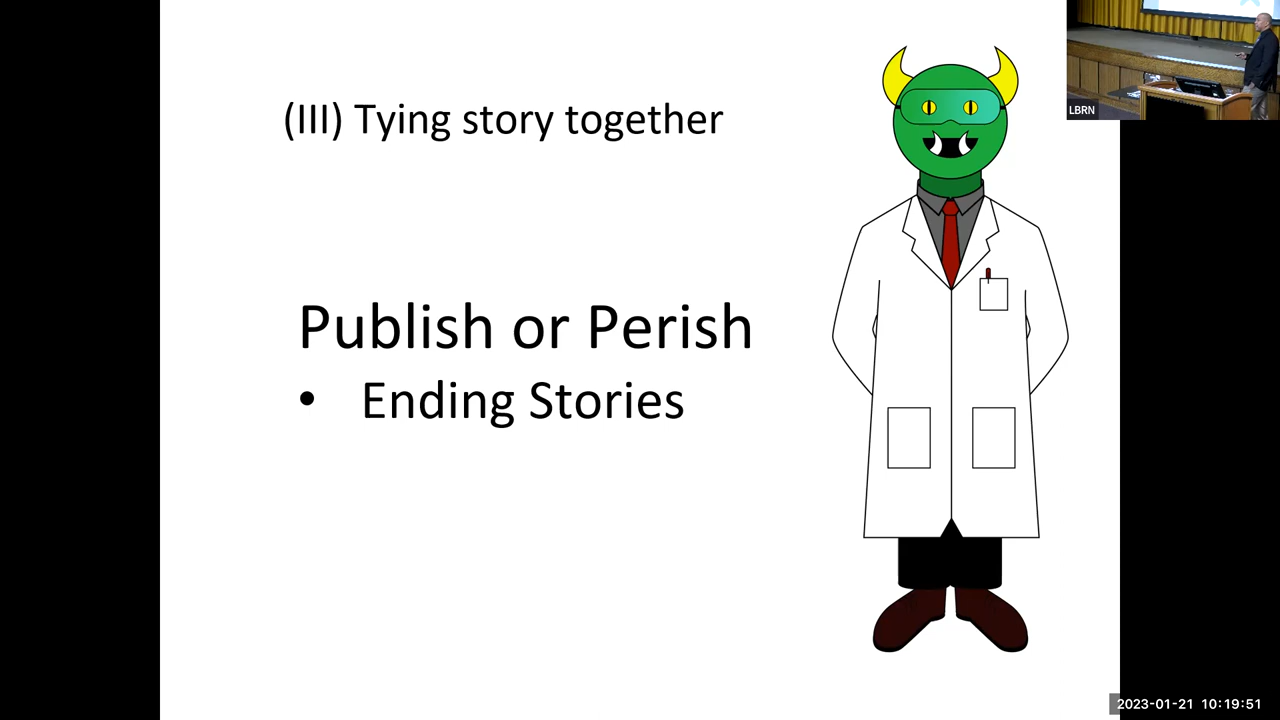 (III) Tying story together
Publish or Perish
• Ending Stories
LBRN
2023-01-21 10:19:51